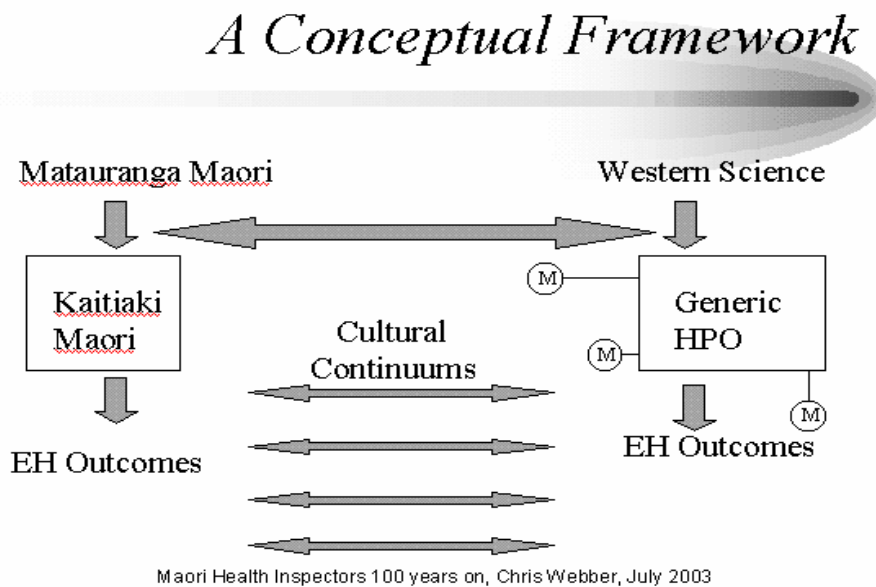 A Conceptual Framework
Matauranga Maori
Western Science
Kaitiaki
Maori
Generic
HPO
M
M
M
Cultural
Continuums
EH Outcomes
EH Outcomes
Maori Health Inspectors 100 years on, Chris Webber, July 2003